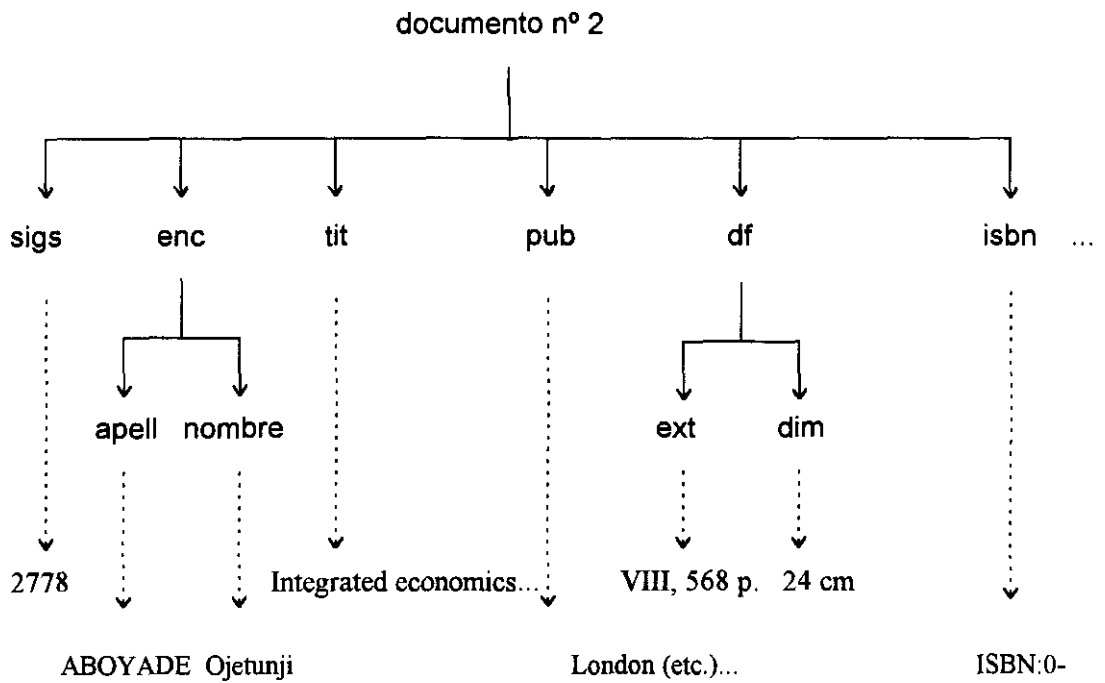 documento nº 2
sigs enc tit pub df isbn ...
apell nombre ext dim
2778 Integrated economics... VIII, 568 p. 24 cm
ABOYADE Ojetunji London (etc.)... ISBN:0-